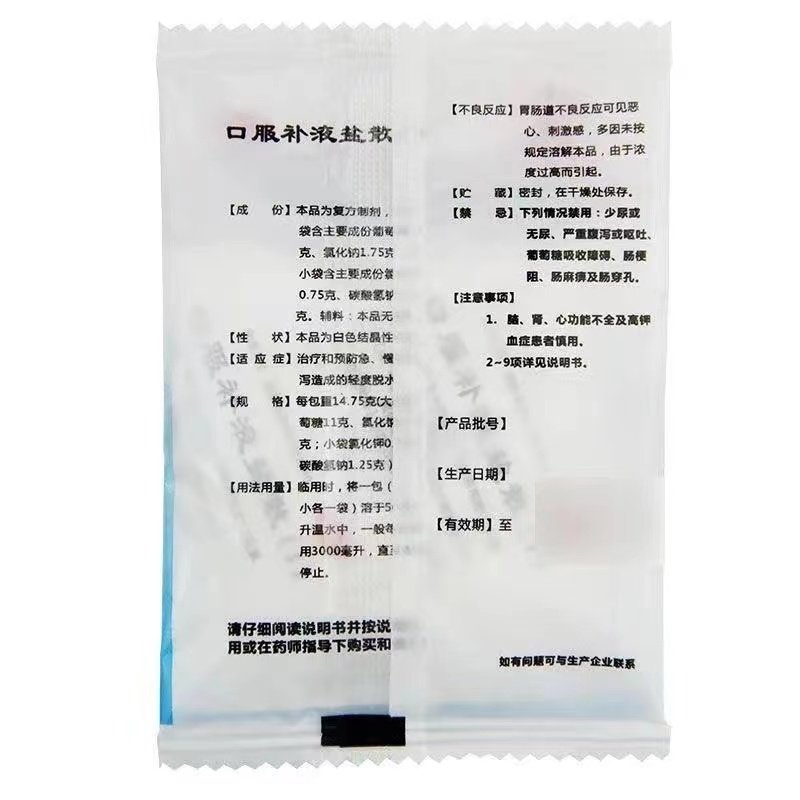 口服补液盐散
【成 份】本品为复方制剂，
袋含主要成份葡萄
克、氯化钠1.75克
小袋含主要成份氯
0.75克、碳酸氢钠
克。辅料：本品无
【性 状】本品为白色结晶性
【适 应 症】治疗和预防急、慢
泻造成的轻度脱水
【规 格】每包重14.75克(大
萄糖11克、氯化钠
克；小袋氯化钾0.
碳酸氢钠1.25克）
【用法用量】临用时，将一包（
小各一袋）溶于50
升温水中，一般每
用3000毫升，直至
停止。
请仔细阅读说明书并按说
用或在药师指导下购买和
【不良反应】胃肠道不良反应可见恶
心、刺激感，多因未按
规定溶解本品，由于浓
度过高而引起。
【贮 藏】密封，在干燥处保存。
【禁 忌】下列情况禁用：少尿或
无尿、严重腹泻或呕吐、
葡萄糖吸收障碍、肠梗
阻、肠麻痹及肠穿孔。
【注意事项】
1. 脑、肾、心功能不全及高钾
血症患者慎用。
2~9项详见说明书。
【产品批号】
【生产日期】
【有效期】至
如有问题可与生产企业联系